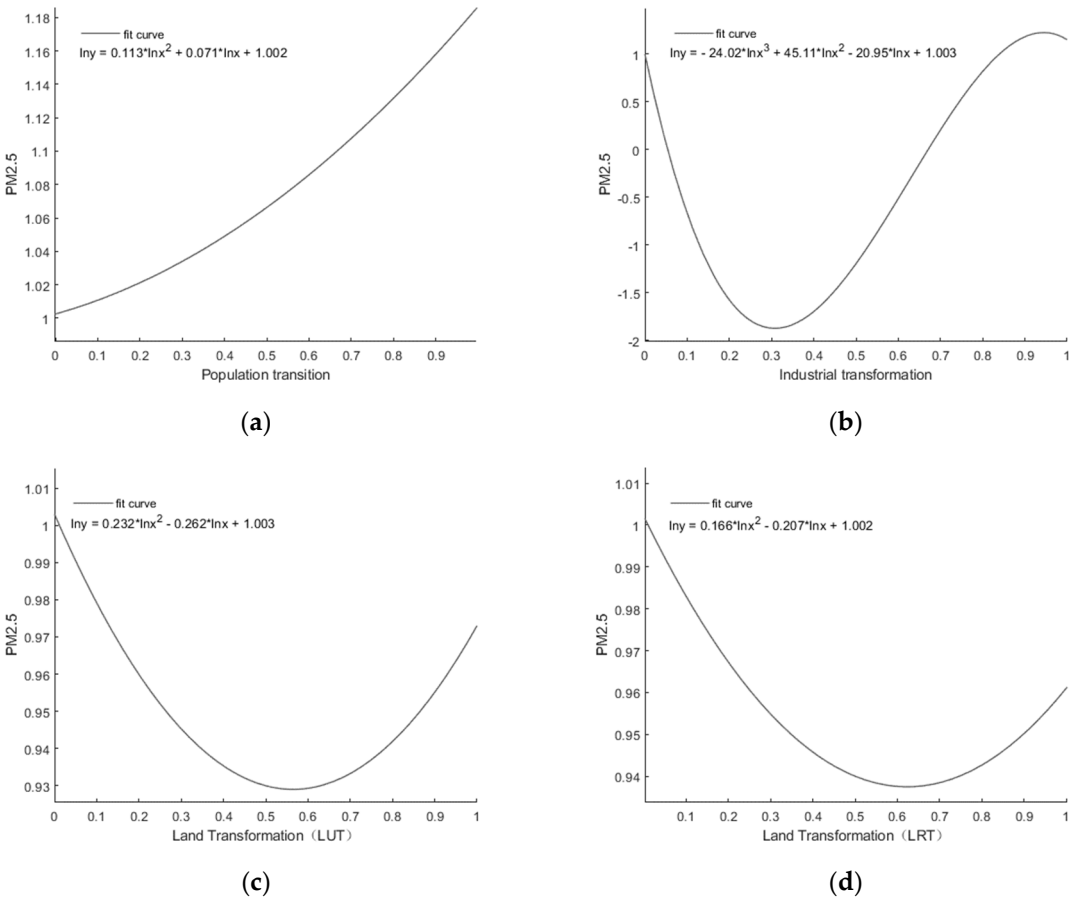 1.18
1.16
1.14
1.12
1.1
1.08
1.06
1.04
1.02
1
PM2.5
fit curve
lny = 0.113*lnx² + 0.071*lnx + 1.002
0 0.1 0.2 0.3 0.4 0.5 0.6 0.7 0.8 0.9
Population transition
(a)
1
0.5
0
-0.5
-1
-1.5
-2
PM2.5
fit curve
lny = - 24.02*lnx³ + 45.11*lnx² - 20.95*lnx + 1.003
0 0.1 0.2 0.3 0.4 0.5 0.6 0.7 0.8 0.9 1
Industrial transformation
(b)
1.01
1
0.99
0.98
0.97
0.96
0.95
0.94
0.93
PM2.5
fit curve
lny = 0.232*lnx² - 0.262*lnx + 1.003
0 0.1 0.2 0.3 0.4 0.5 0.6 0.7 0.8 0.9 1
Land Transformation（LUT）
(c)
1.01
1
0.99
0.98
0.97
0.96
0.95
0.94
PM2.5
fit curve
lny = 0.166*lnx² - 0.207*lnx + 1.002
0.1 0.2 0.3 0.4 0.5 0.6 0.7 0.8 0.9 1
Land Transformation（LRT）
(d)